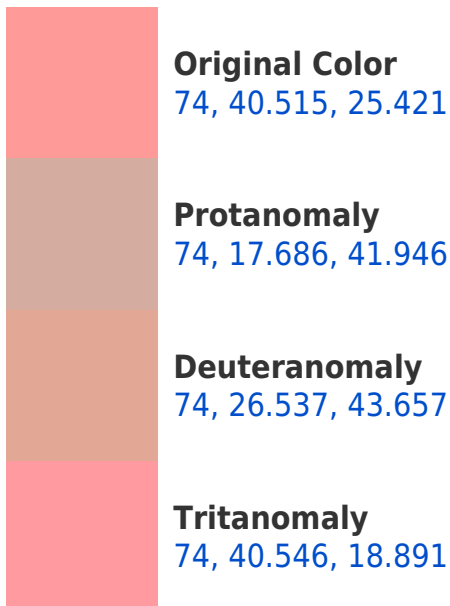 Original Color
74, 40.515, 25.421
Protanomaly
74, 17.686, 41.946
Deuteranomaly
74, 26.537, 43.657
Tritanomaly
74, 40.546, 18.891